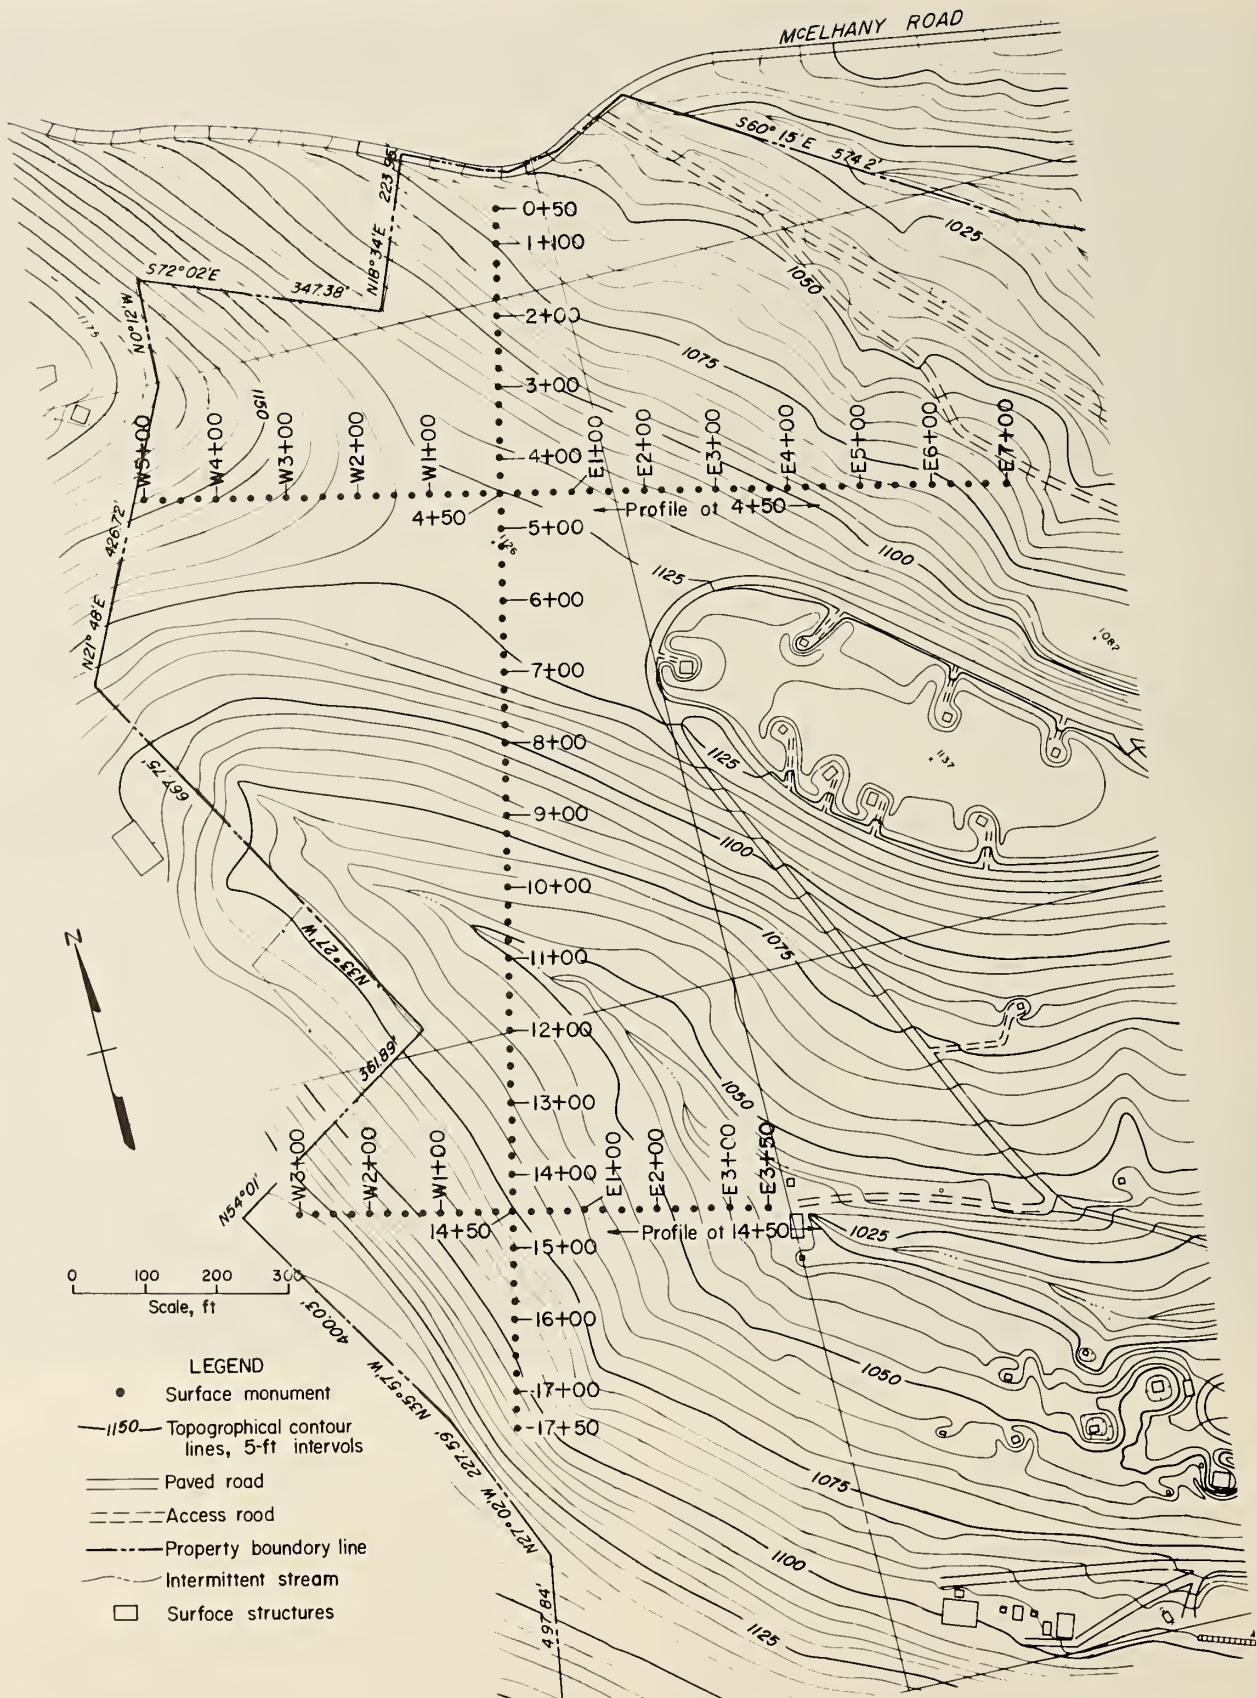 McELHANY ROAD
S60° 15'E 574.2'
1025
223.95'
N18° 34'E
S72°02'E
347.38'
N0°12'W
1175
0+50
1+100
1050
2+00
1075
3+00
1150
W5+00
W4+00
W3+00
W2+00
W1+00
4+00
E1+00
E2+00
E3+00
E4+00
E5+00
E6+00
E7+00
4+50
Profile at 4+50
5+00
1126
1100
426.72'
1125
6+00
N21° 48'E
1082
7+00
8+00
1125
1137
667.75'
9+00
1100
10+00
N33° 27'W
1075
11+00
N
12+00
361.89'
1050
13+00
W3+00
W2+00
W1+00
14+00
E1+00
E2+00
E3+00
E3+50
N54°01'
14+50
Profile at 14+50
1025
15+00
0 100 200 300
Scale, ft
16+00
400.03'
1050
N35°57'W
17+00
17+50
227.59'
1075
N27°02'W
1100
497.84'
1125
LEGEND
Surface monument
1150 Topographical contour
lines, 5-ft intervals
Paved road
Access road
Property boundary line
Intermittent stream
Surface structures